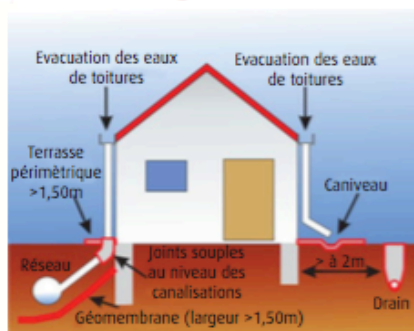 Evacuation des eaux
de toitures
Evacuation des eaux
de toitures
Terrasse
périmètrique
>1,50m
Caniveau
Réseau
Joints souples
au niveau des
canalisations
> à 2m
Drain
Géomembrane (largeur >1,50m)